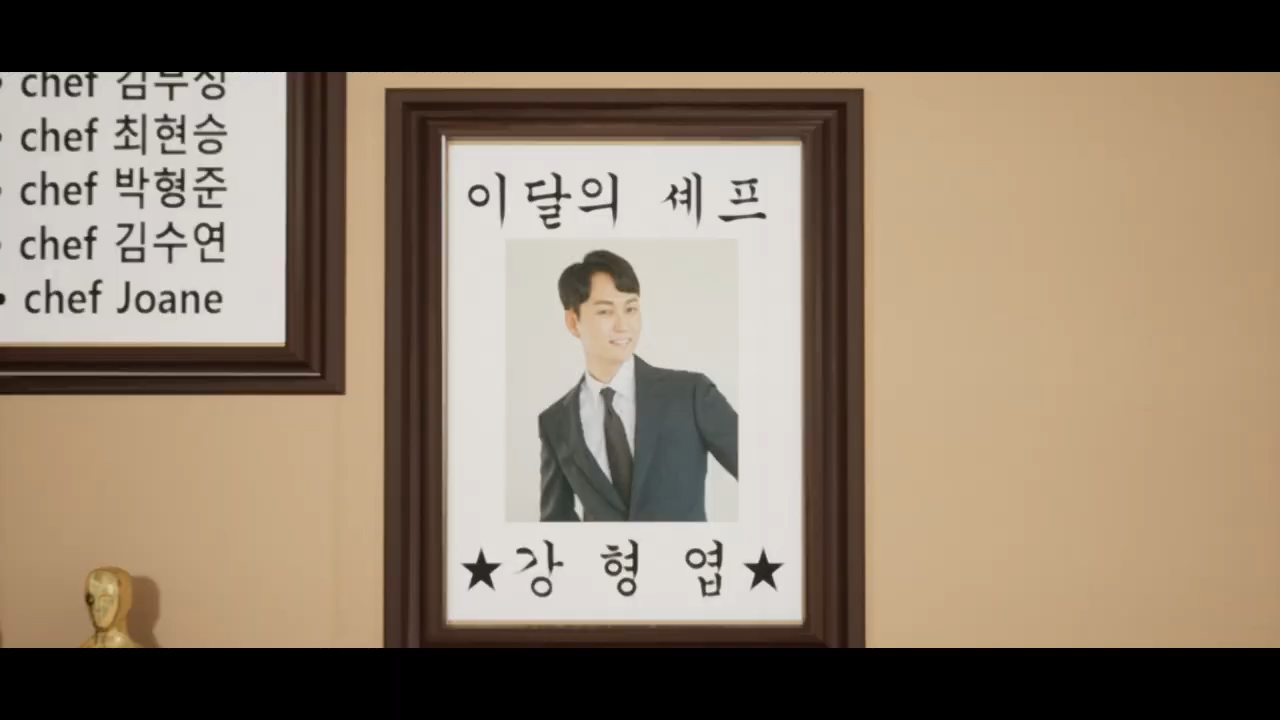 chef
chef 최현승
chef 박형준
chef 김수연
chef Joane
이달의 셰프
★강 형 엽★